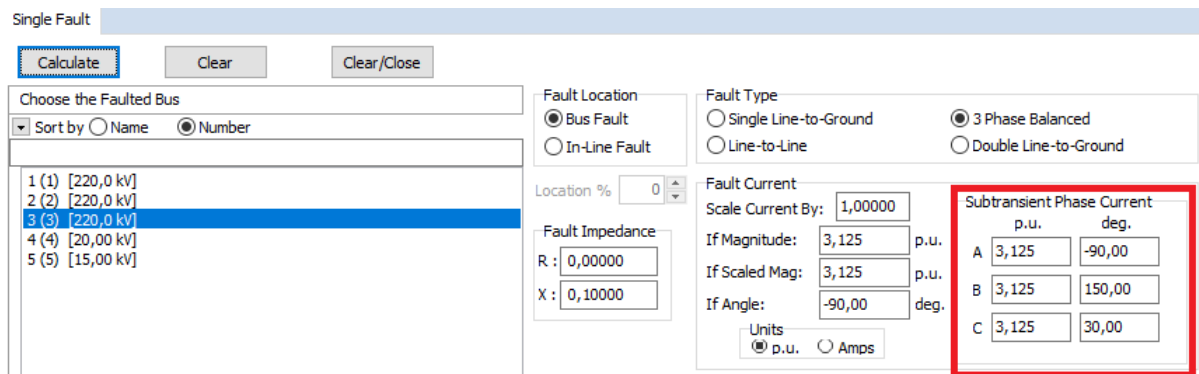 Single Fault
Calculate Clear Clear/Close
Choose the Faulted Bus
Sort by Name Number
1 (1) [220,0 kV]
2 (2) [220,0 kV]
3 (3) [220,0 kV]
4 (4) [20,00 kV]
5 (5) [15,00 kV]
Fault Location
Bus Fault
In-Line Fault
Location % 0
Fault Impedance
R : 0,00000
X : 0,10000
Fault Type
Single Line-to-Ground 3 Phase Balanced
Line-to-Line Double Line-to-Ground
Fault Current
Scale Current By: 1,00000
If Magnitude: 3,125 p.u.
If Scaled Mag: 3,125 p.u.
If Angle: -90,00 deg.
Units
p.u. Amps
Subtransient Phase Current
p.u. deg.
A 3,125 -90,00
B 3,125 150,00
C 3,125 30,00